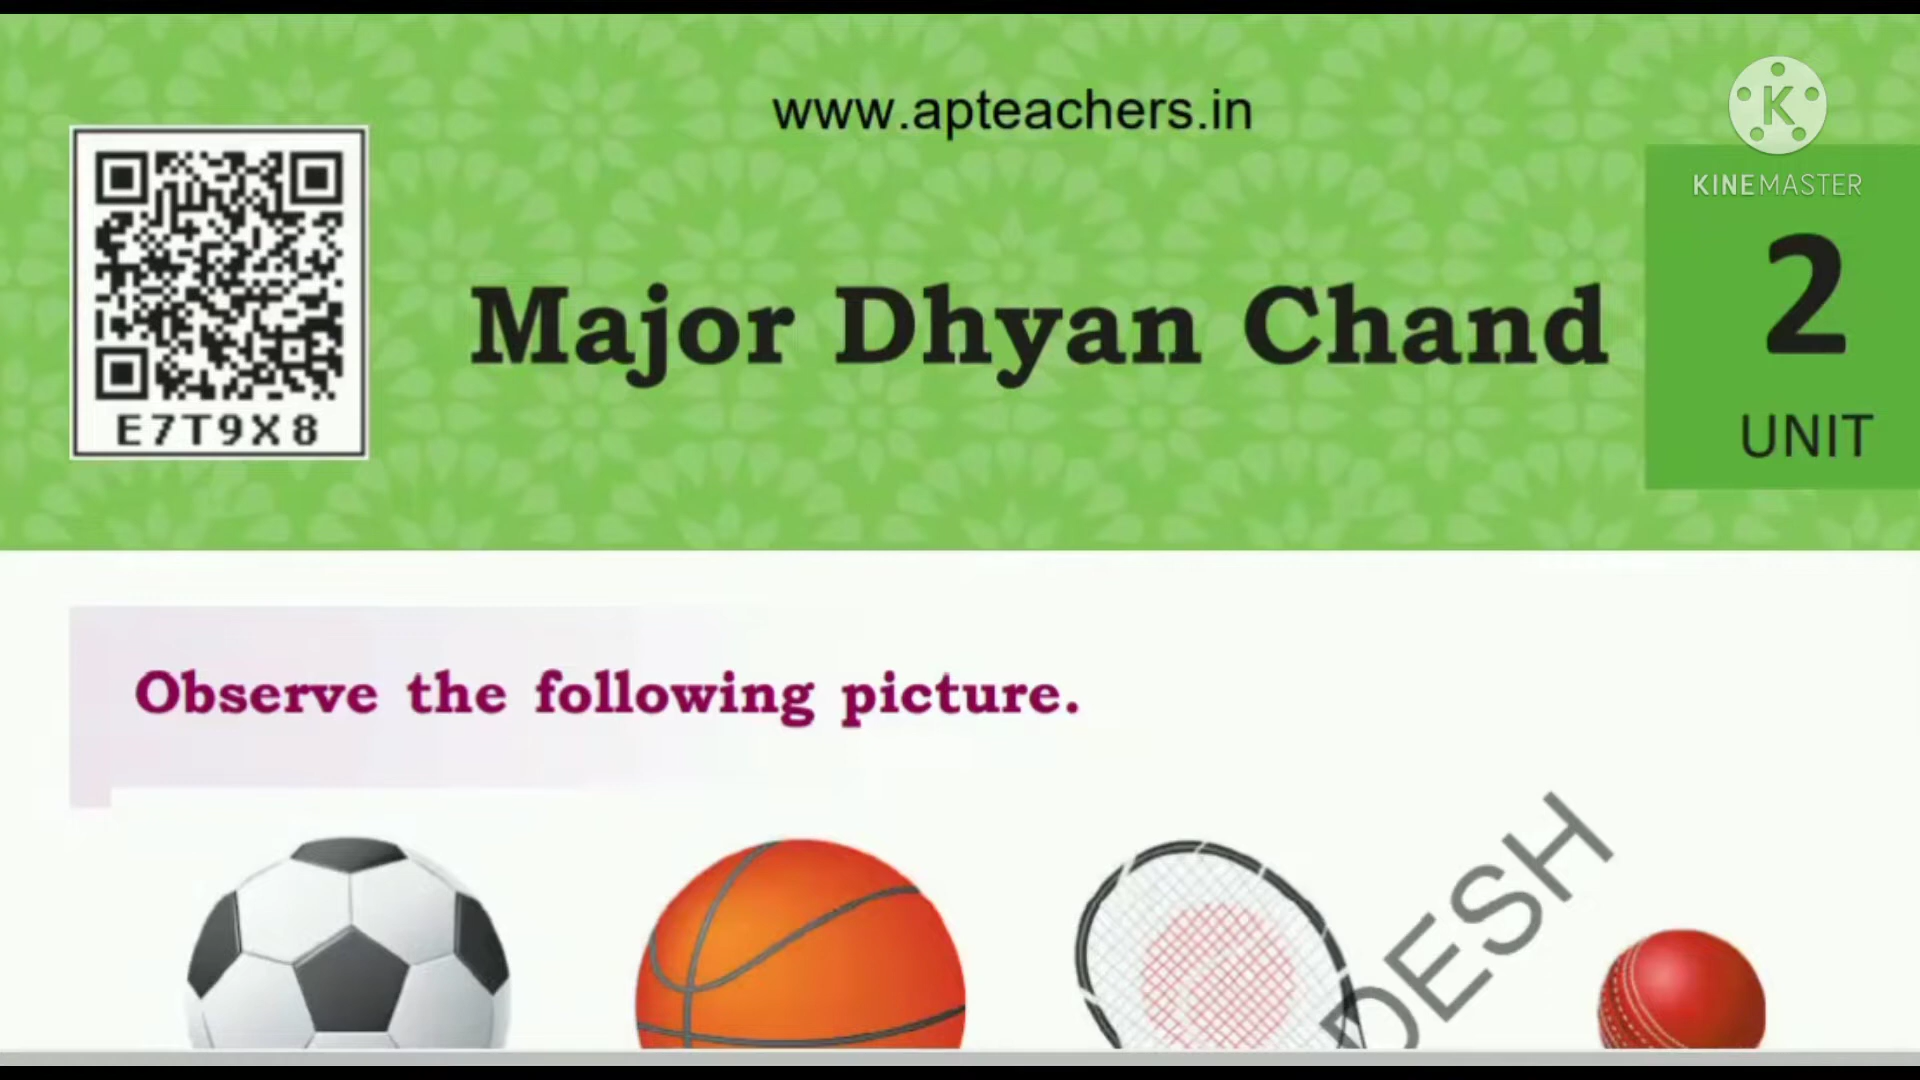 www.apteachers.in
K
KINEMASTER
E7T9X8
Major Dhyan Chand
2
UNIT
Observe the following picture.
DESH